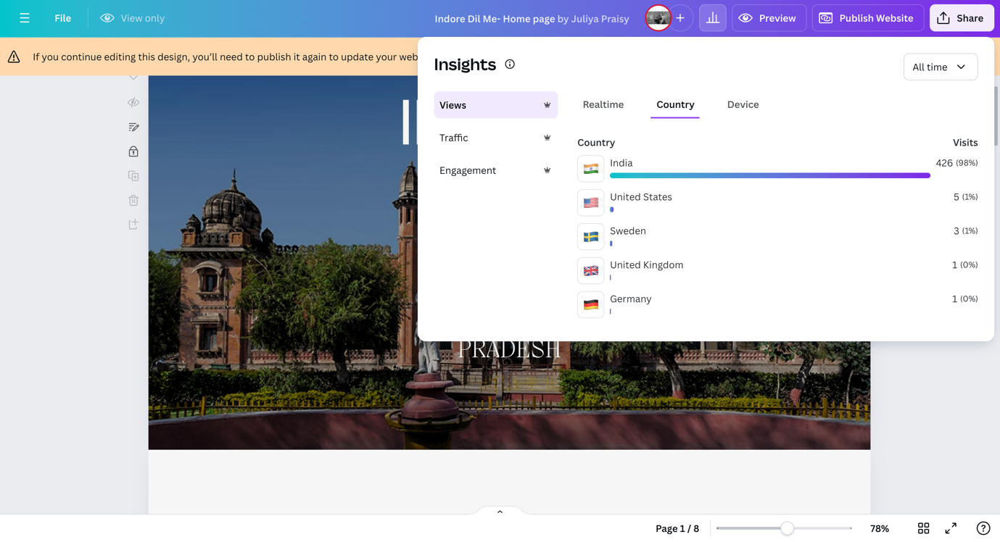 File
View only
Indore Dil Me- Home page by Juliya Praisy
Preview
Publish Website
Share
If you continue editing this design, you'll need to publish it again to update your web
Insights
All time
Views
Traffic
Engagement
Realtime
Country
Device
Country Visits
India 426 (98%)
United States 5 (1%)
Sweden 3 (1%)
United Kingdom 1 (0%)
Germany 1 (0%)
PRADESH
Page 1 / 8
78%